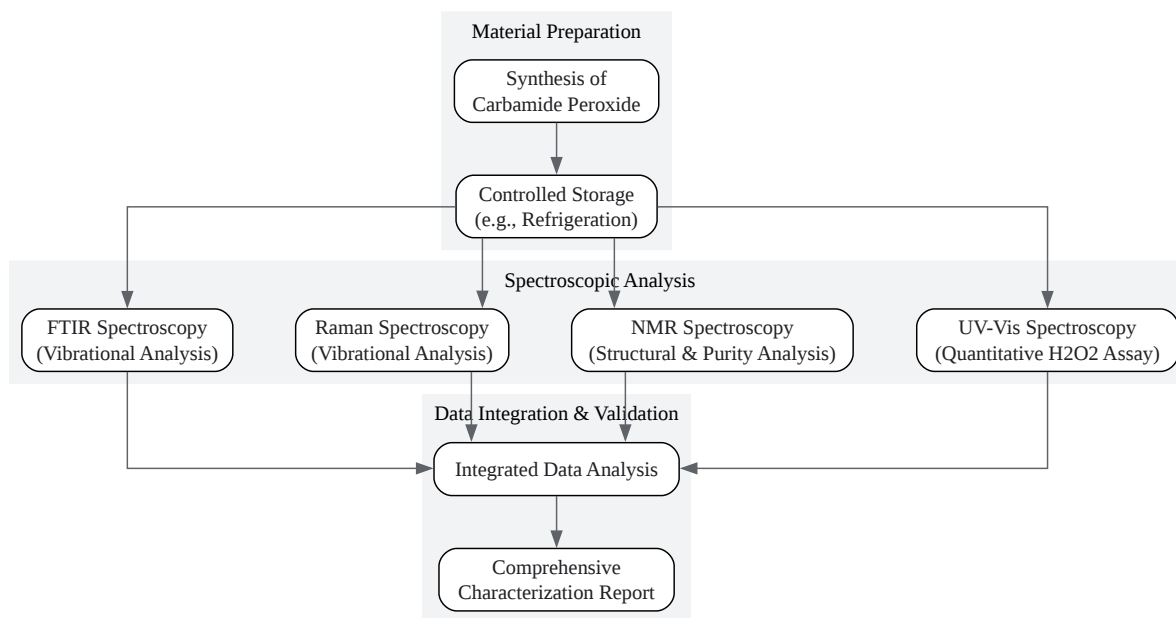 Material Preparation
Synthesis of
Carbamide Peroxide
Controlled Storage
(e.g., Refrigeration)
Spectroscopic Analysis
FTIR Spectroscopy
(Vibrational Analysis)
Raman Spectroscopy
(Vibrational Analysis)
NMR Spectroscopy
(Structural & Purity Analysis)
UV-Vis Spectroscopy
(Quantitative H2O2 Assay)
Data Integration & Validation
Integrated Data Analysis
Comprehensive
Characterization Report